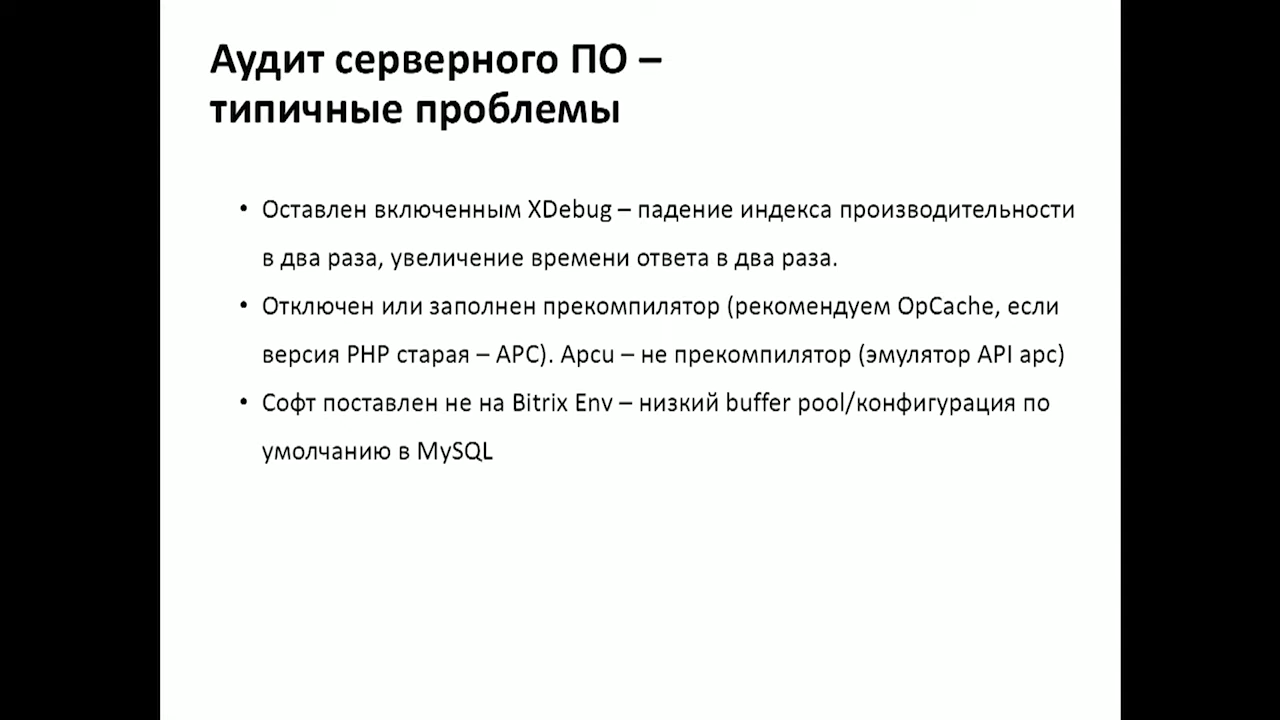 Аудит серверного ПО –
типичные проблемы
• Оставлен включенным XDebug – падение индекса производительности
в два раза, увеличение времени ответа в два раза.
• Отключен или заполнен прекомпилятор (рекомендуем OpCache, если
версия PHP старая – APC). Apcu – не прекомпилятор (эмулятор API apc)
• Софт поставлен не на Bitrix Env – низкий buffer pool/конфигурация по
умолчанию в MySQL